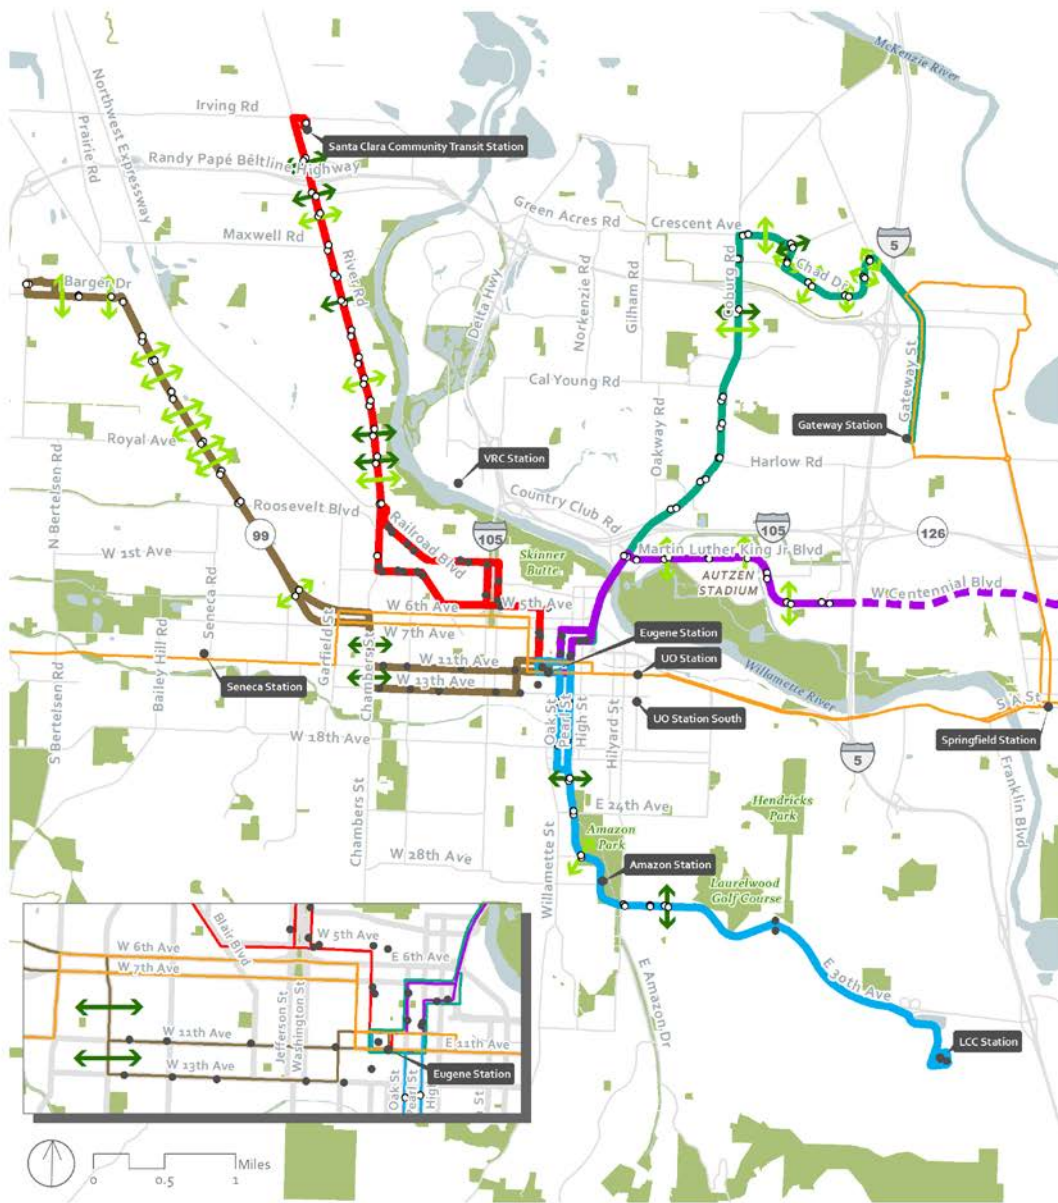 McKenzie River
Irving Rd
Northwest Expressway
Prairie Rd
Santa Clara Community Transit Station
Randy Papé Beltline Highway
Green Acres Rd
Crescent Ave
5
Maxwell Rd
River Rd
Delta Hwy
Norkenzie Rd
Gilham Rd
Coburg Rd
Chad Dr
Barger Dr
Gateway St
Cal Young Rd
Royal Ave
Oakway Rd
Gateway Station
N Bertelsen Rd
VRC Station
Harlow Rd
Roosevelt Blvd
Country Club Rd
99
Railroad Blvd
105
105
126
W 1st Ave
Skinner
Butte
Martin Luther King Jr Blvd
AUTZEN
STADIUM
W Centennial Blvd
Seneca Rd
W 5th Ave
W 6th Ave
W 7th Ave
Eugene Station
Bailey Hill Rd
Garfield St
Chambers St
W 11th Ave
UO Station
W 13th Ave
Willamette River
Seneca Station
S Bertelsen Rd
S A St
UO Station South
Oak St
Pearl St
High St
Hilyard St
W 18th Ave
Springfield Station
5
Franklin Blvd
Chambers St
E 24th Ave
Hendricks
Park
Amazon
Park
W 28th Ave
Willamette St
Amazon Station
Laurelwood
Golf Course
E 30th Ave
E Amazon Dr
LCC Station
Blair Blvd
W 5th Ave
W 6th Ave
E 6th Ave
W 7th Ave
Jefferson St
Washington St
W 11th Ave
E 11th Ave
W 13th Ave
Eugene Station
Oak St
Pearl St
High
St
Miles
0 0.5 1